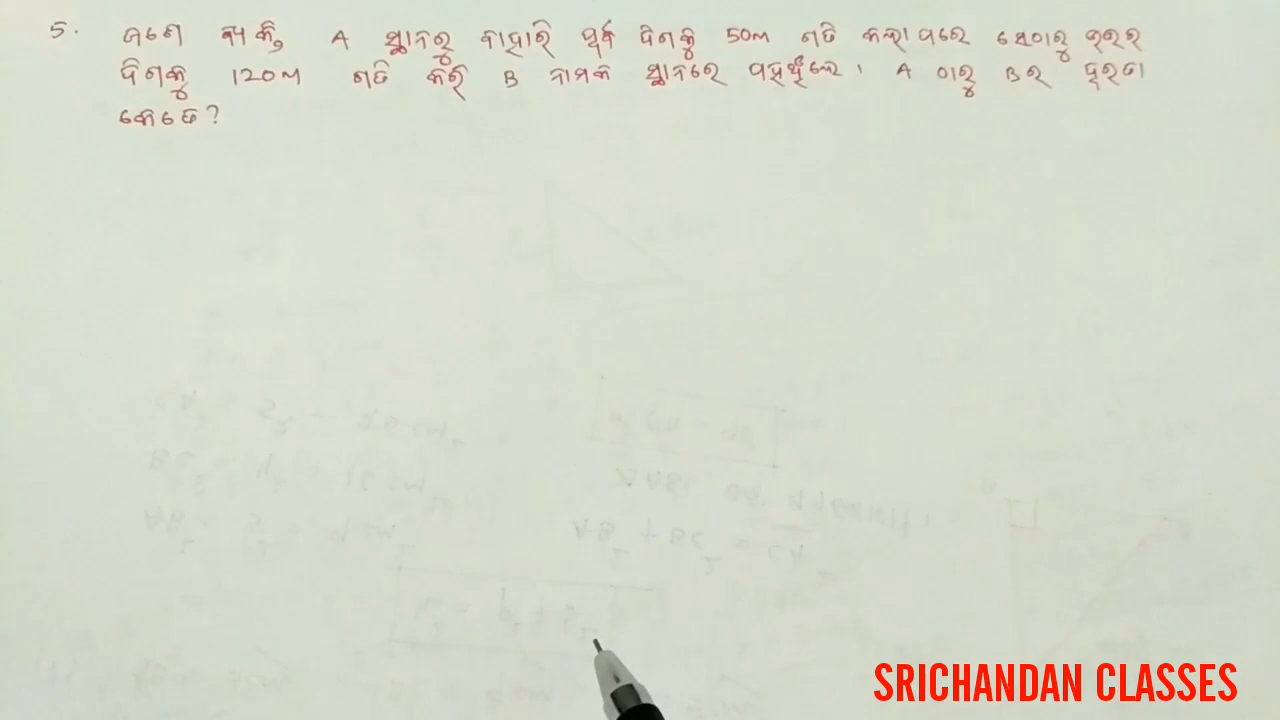 5. ଜଣେ ବ୍ୟକ୍ତି A ସ୍ଥାନରୁ ବାହାରି ପୂର୍ବ ଦିଗକୁ 50m ଗତି କଲାପରେ ସେଠାରୁ ଉତ୍ତର
ଦିଗକୁ 120m ଗତି କରି B ନାମକ ସ୍ଥାନରେ ପହଞ୍ଚିଲେ । A ଠାରୁ Bର ଦୂରତା
କେତେ ?
SRICHANDAN CLASSES